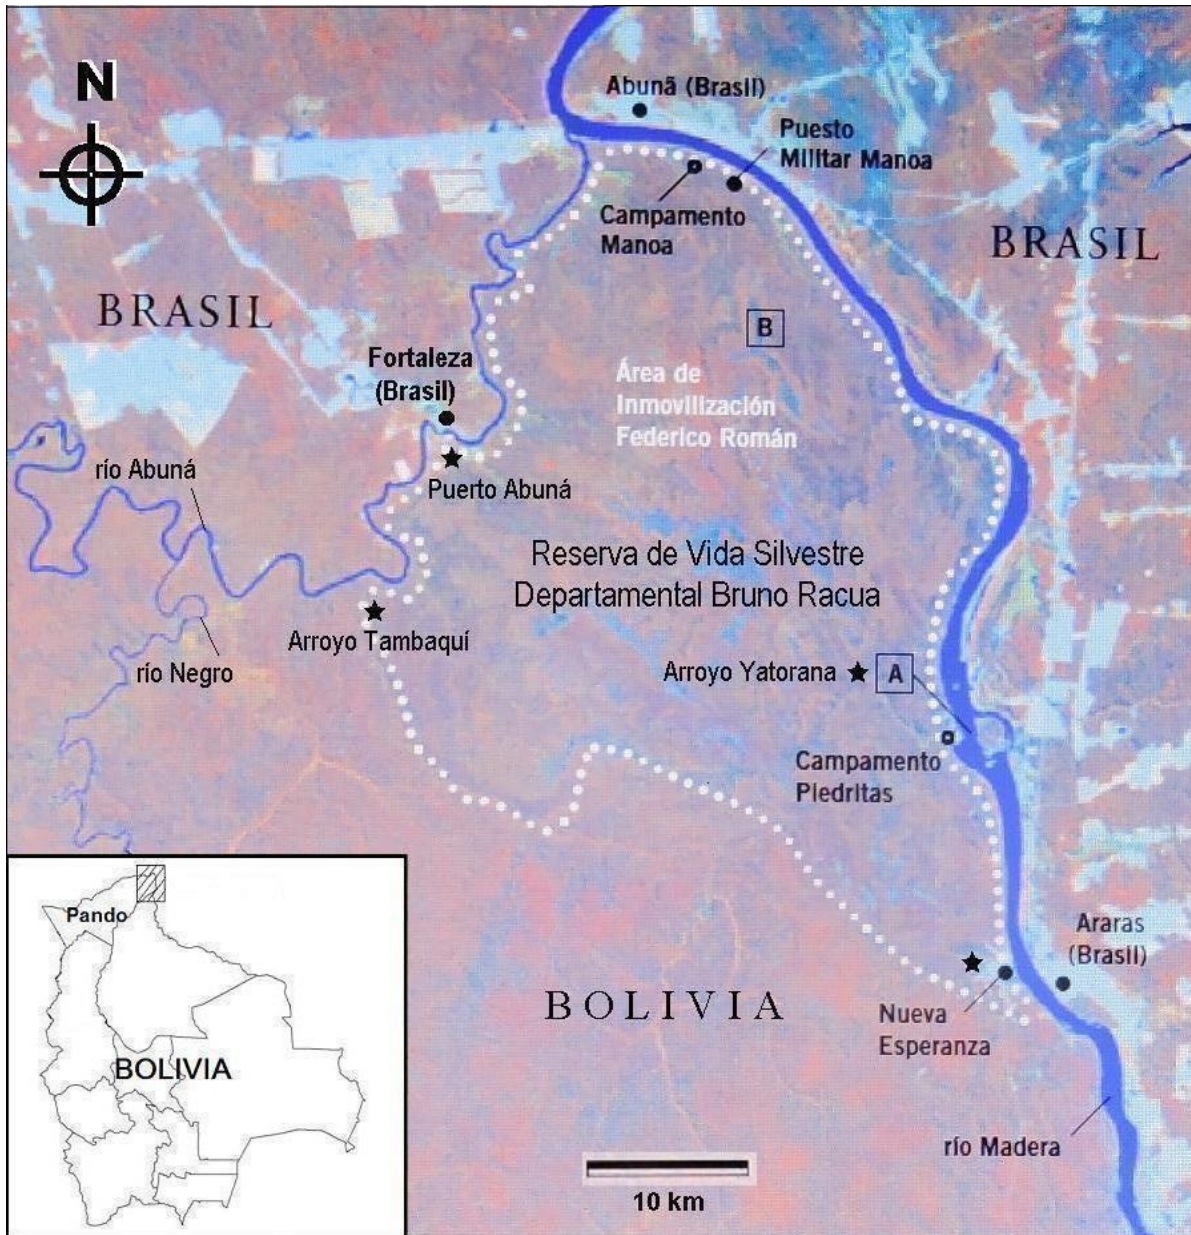 N
Abunã (Brasil)
Puesto
Militar Manoa
Campamento
Manoa
BRASIL
BRASIL
B
Fortaleza
(Brasil)
Área de
Inmovilización
Federico Román
río Abuná
Puerto Abuná
Reserva de Vida Silvestre
Departamental Bruno Racua
Arroyo Tambaquí
río Negro
Arroyo Yatorana
A
Campamento
Piedritas
Araras
(Brasil)
BOLIVIA
Nueva
Esperanza
río Madera
10 km
Pando
BOLIVIA